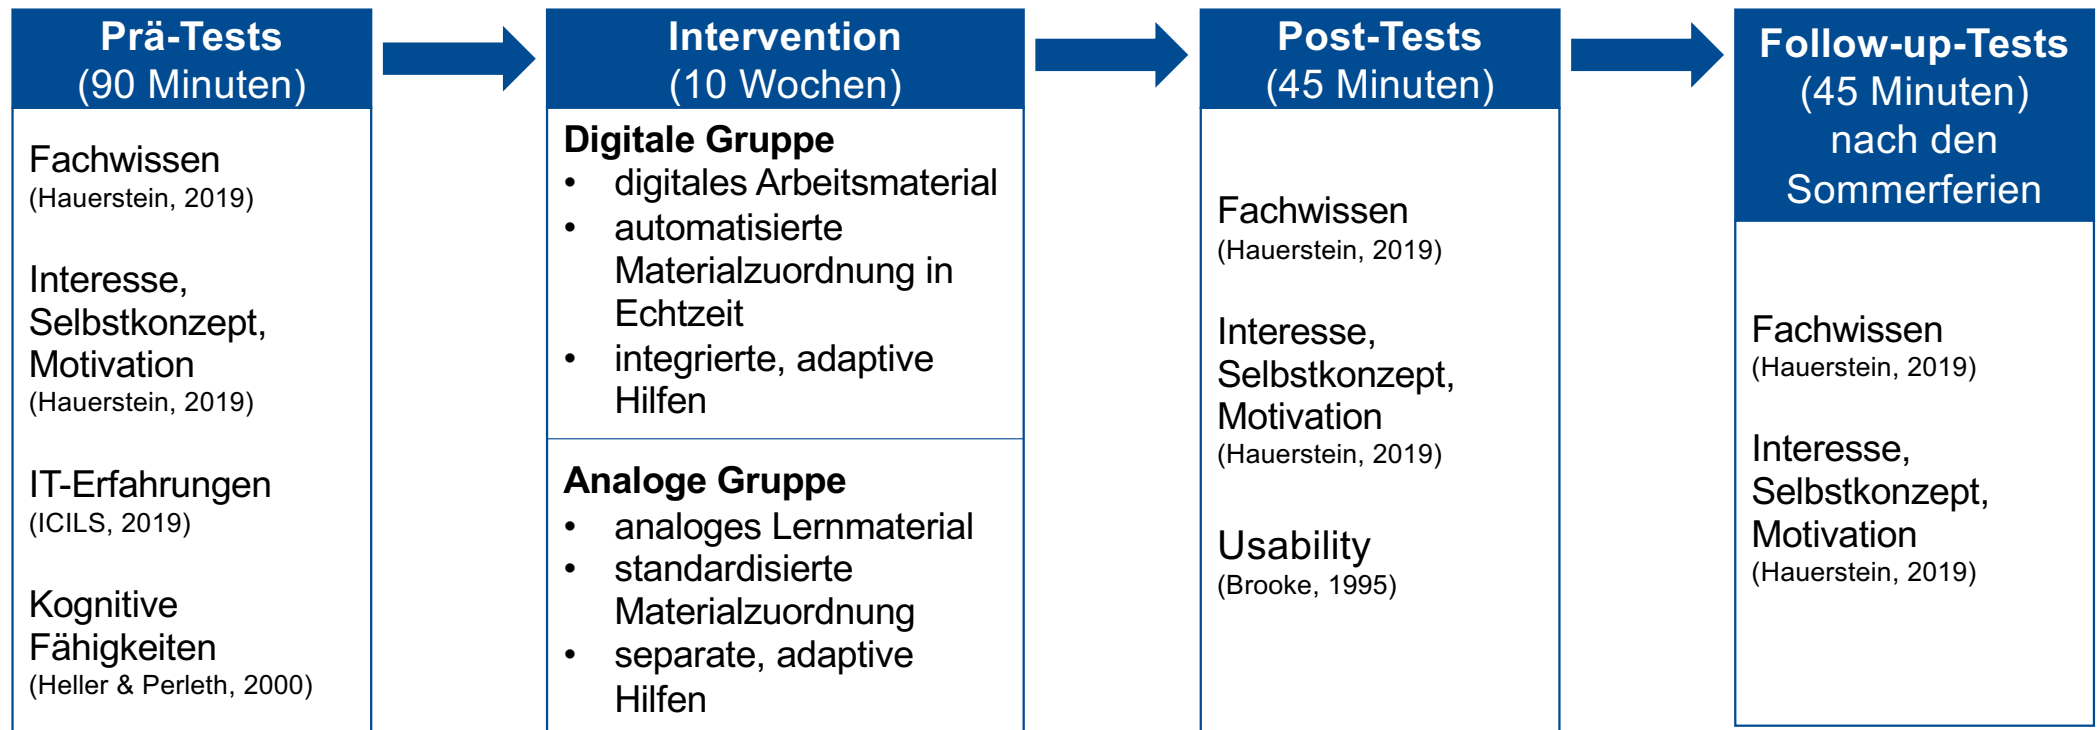 Prä-Tests
(90 Minuten)
Fachwissen
(Hauerstein, 2019)
Interesse,
Selbstkonzept,
Motivation
(Hauerstein, 2019)
IT-Erfahrungen
(ICILS, 2019)
Kognitive
Fähigkeiten
(Heller & Perleth, 2000)
Intervention
(10 Wochen)
Digitale Gruppe
• digitales Arbeitsmaterial
• automatisierte
Materialzuordnung in
Echtzeit
• integrierte, adaptive
Hilfen
Analoge Gruppe
• analoges Lernmaterial
• standardisierte
Materialzuordnung
• separate, adaptive
Hilfen
Post-Tests
(45 Minuten)
Fachwissen
(Hauerstein, 2019)
Interesse,
Selbstkonzept,
Motivation
(Hauerstein, 2019)
Usability
(Brooke, 1995)
Follow-up-Tests
(45 Minuten)
nach den
Sommerferien
Fachwissen
(Hauerstein, 2019)
Interesse,
Selbstkonzept,
Motivation
(Hauerstein, 2019)